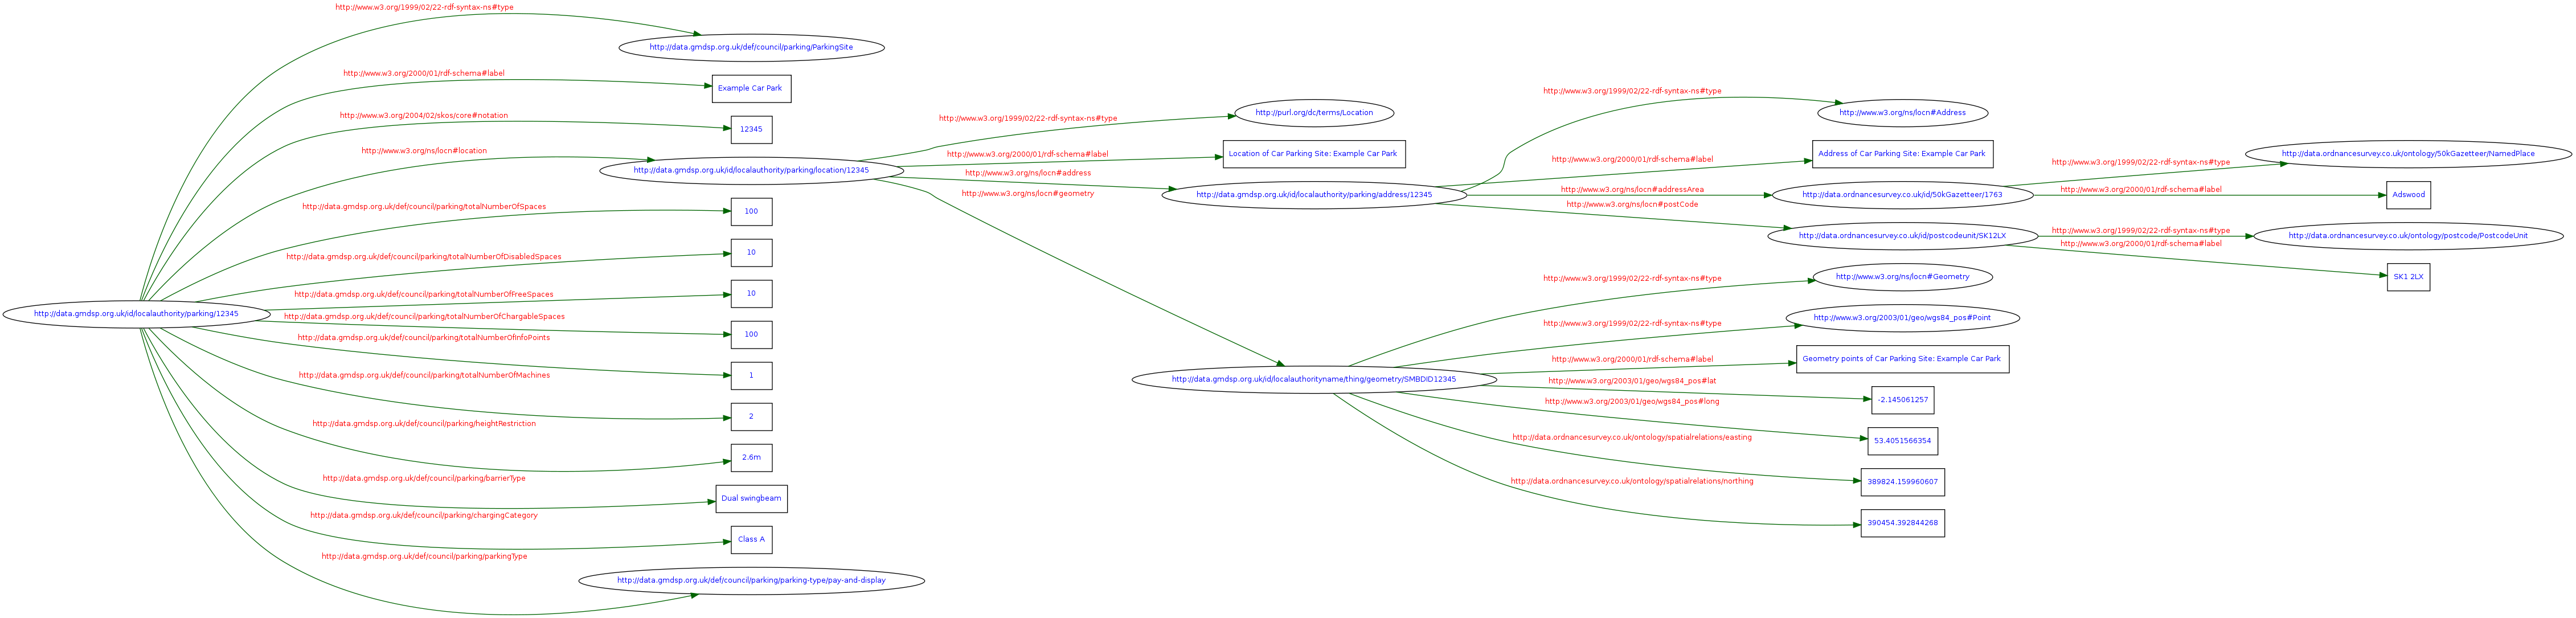 http://www.w3.org/1999/02/22-rdf-syntax-ns#type
http://data.gmdsp.org.uk/def/council/parking/ParkingSite
http://www.w3.org/2000/01/rdf-schema#label
Example Car Park
http://www.w3.org/2004/02/skos/core#notation
12345
http://www.w3.org/ns/locn#location
http://data.gmdsp.org.uk/id/localauthority/parking/location/12345
http://data.gmdsp.org.uk/def/council/parking/totalNumberOfSpaces
100
http://data.gmdsp.org.uk/def/council/parking/totalNumberOfDisabledSpaces
10
http://data.gmdsp.org.uk/def/council/parking/totalNumberOfFreeSpaces
10
http://data.gmdsp.org.uk/id/localauthority/parking/12345
http://data.gmdsp.org.uk/def/council/parking/totalNumberOfChargableSpaces
100
http://data.gmdsp.org.uk/def/council/parking/totalNumberOfInfoPoints
1
http://data.gmdsp.org.uk/def/council/parking/totalNumberOfMachines
2
http://data.gmdsp.org.uk/def/council/parking/heightRestriction
2.6m
http://data.gmdsp.org.uk/def/council/parking/barrierType
Dual swingbeam
http://data.gmdsp.org.uk/def/council/parking/chargingCategory
Class A
http://data.gmdsp.org.uk/def/council/parking/parkingType
http://data.gmdsp.org.uk/def/council/parking/parking-type/pay-and-display
http://www.w3.org/1999/02/22-rdf-syntax-ns#type
http://purl.org/dc/terms/Location
http://www.w3.org/2000/01/rdf-schema#label
Location of Car Parking Site: Example Car Park
http://www.w3.org/ns/locn#address
http://data.gmdsp.org.uk/id/localauthority/parking/address/12345
http://www.w3.org/ns/locn#geometry
http://data.gmdsp.org.uk/id/localauthorityname/thing/geometry/SMBDID12345
http://www.w3.org/1999/02/22-rdf-syntax-ns#type
http://www.w3.org/ns/locn#Address
http://www.w3.org/2000/01/rdf-schema#label
Address of Car Parking Site: Example Car Park
http://www.w3.org/ns/locn#addressArea
http://data.ordnancesurvey.co.uk/id/50kGazetteer/1763
http://www.w3.org/ns/locn#postCode
http://data.ordnancesurvey.co.uk/id/postcodeunit/SK12LX
http://www.w3.org/1999/02/22-rdf-syntax-ns#type
http://www.w3.org/ns/locn#Geometry
http://www.w3.org/1999/02/22-rdf-syntax-ns#type
http://www.w3.org/2003/01/geo/wgs84_pos#Point
http://www.w3.org/2000/01/rdf-schema#label
Geometry points of Car Parking Site: Example Car Park
http://www.w3.org/2003/01/geo/wgs84_pos#lat
-2.145061257
http://www.w3.org/2003/01/geo/wgs84_pos#long
53.4051566354
http://data.ordnancesurvey.co.uk/ontology/spatialrelations/easting
389824.159960607
http://data.ordnancesurvey.co.uk/ontology/spatialrelations/northing
390454.392844268
http://www.w3.org/1999/02/22-rdf-syntax-ns#type
http://data.ordnancesurvey.co.uk/ontology/50kGazetteer/NamedPlace
http://www.w3.org/2000/01/rdf-schema#label
Adswood
http://www.w3.org/1999/02/22-rdf-syntax-ns#type
http://data.ordnancesurvey.co.uk/ontology/postcode/PostcodeUnit
http://www.w3.org/2000/01/rdf-schema#label
SK1 2LX